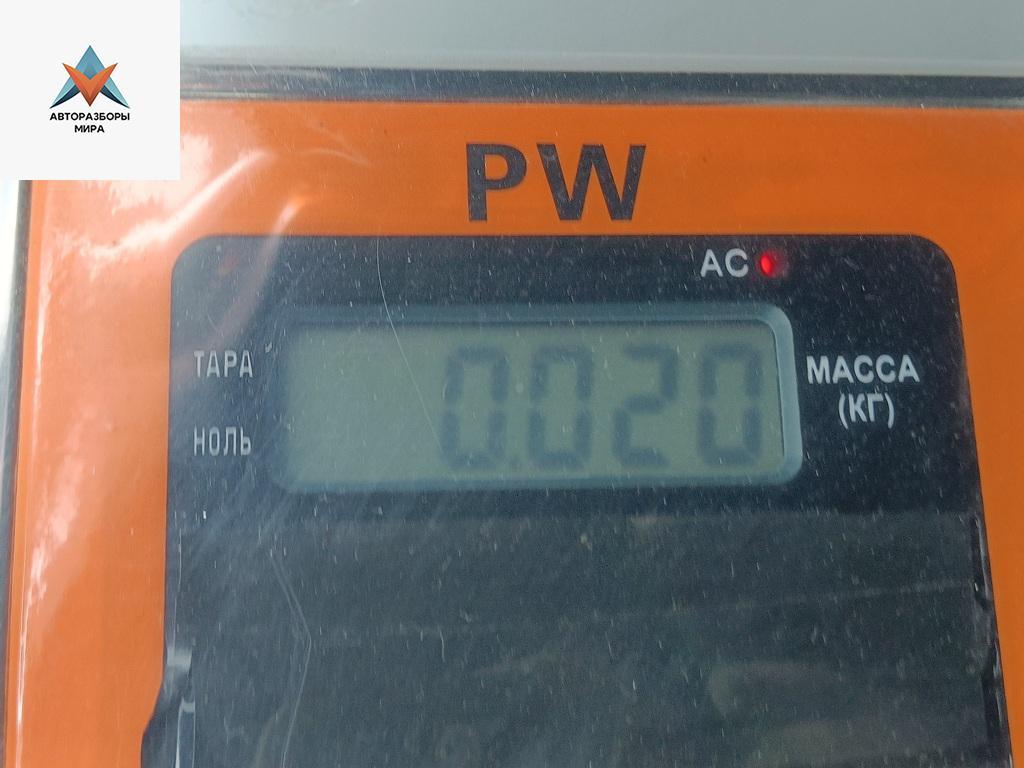 АВТОРАЗБОРЫ
МИРА
PW
AC
ТАРА
НОЛЬ
0.020
МАССА
(КГ)